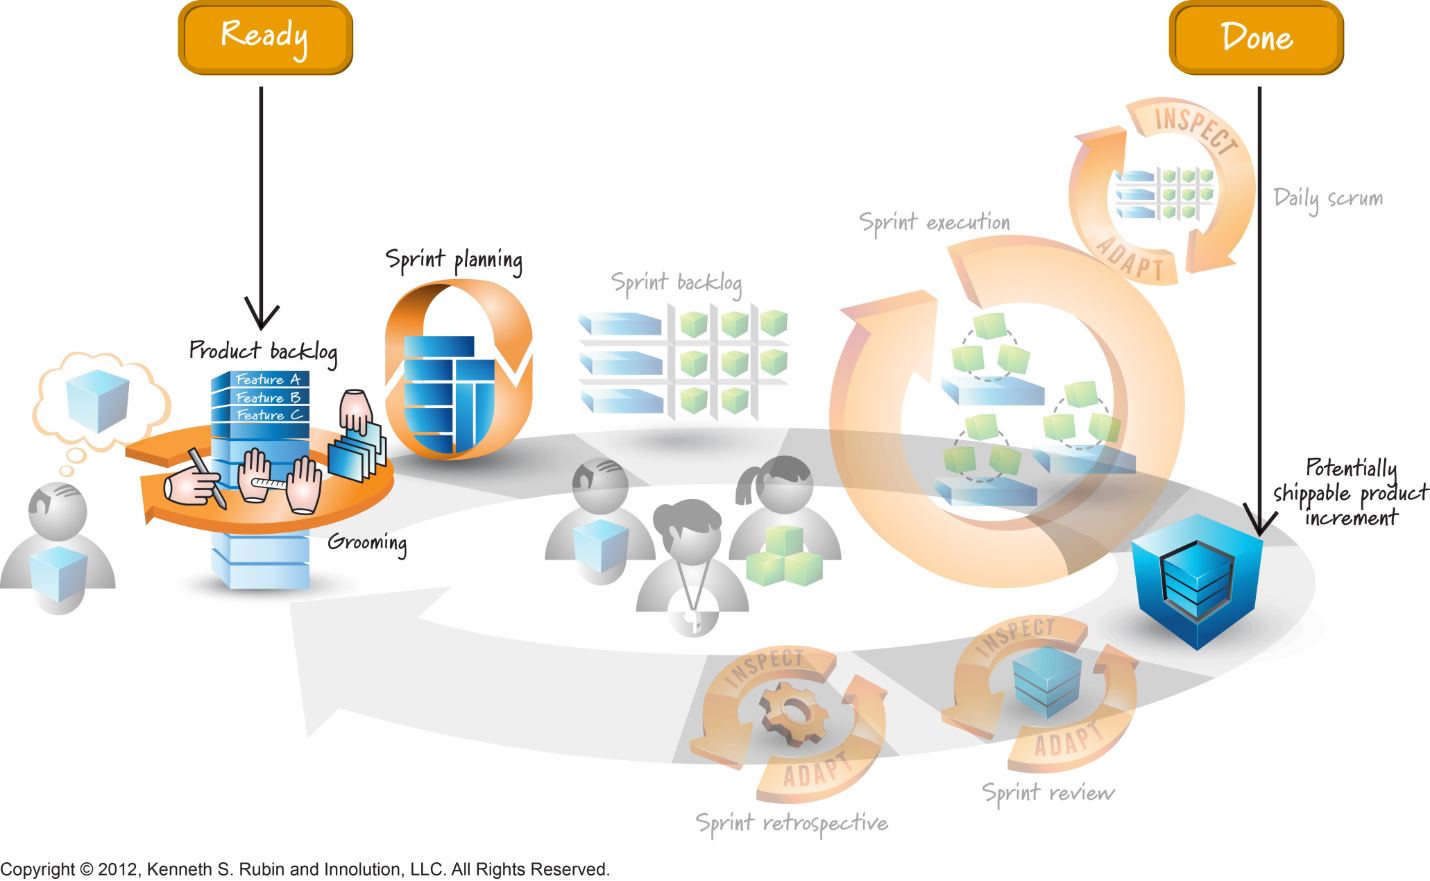 Ready
Done
INSPECT
ADAPT
Daily scrum
Sprint execution
Sprint planning
Sprint backlog
Product backlog
Feature A
Feature B
Feature C
Grooming
Potentially
shippable product
increment
INSPECT
ADAPT
Sprint review
INSPECT
ADAPT
Sprint retrospective
Copyright © 2012, Kenneth S. Rubin and Innolution, LLC. All Rights Reserved.